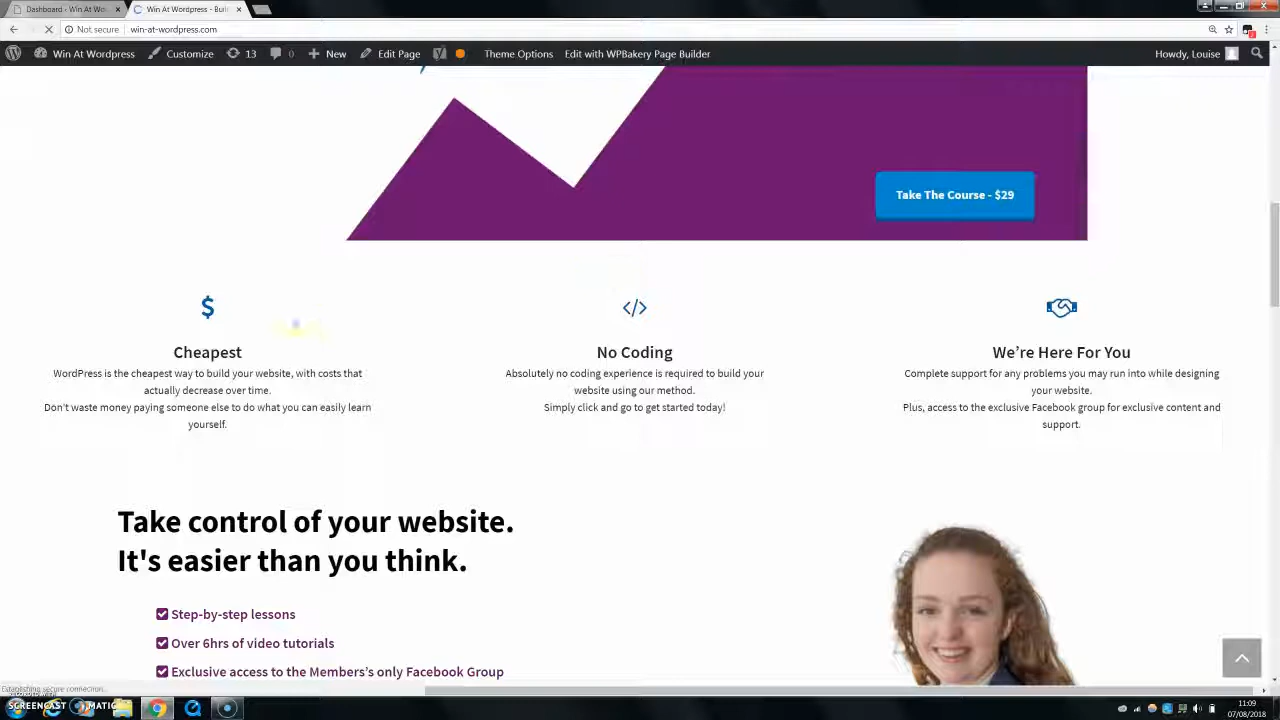 Dashboard - Win At Wo
Win At Wordpress - Buil
Not secure
win-at-wordpress.com
Win At Wordpress
Customize
13
0
New
Edit Page
Theme Options
Edit with WPBakery Page Builder
Howdy, Louise
Take The Course - $29
Cheapest
WordPress is the cheapest way to build your website, with costs that
actually decrease over time.
Don't waste money paying someone else to do what you can easily learn
yourself.
No Coding
Absolutely no coding experience is required to build your
website using our method.
Simply click and go to get started today!
We're Here For You
Complete support for any problems you may run into while designing
your website.
Plus, access to the exclusive Facebook group for exclusive content and
support.
Take control of your website.
It's easier than you think.
Step-by-step lessons
Over 6hrs of video tutorials
Exclusive access to the Members's only Facebook Group
Establishing secure connection...
SCREENCAST
MATIC
11:09
07/08/2018